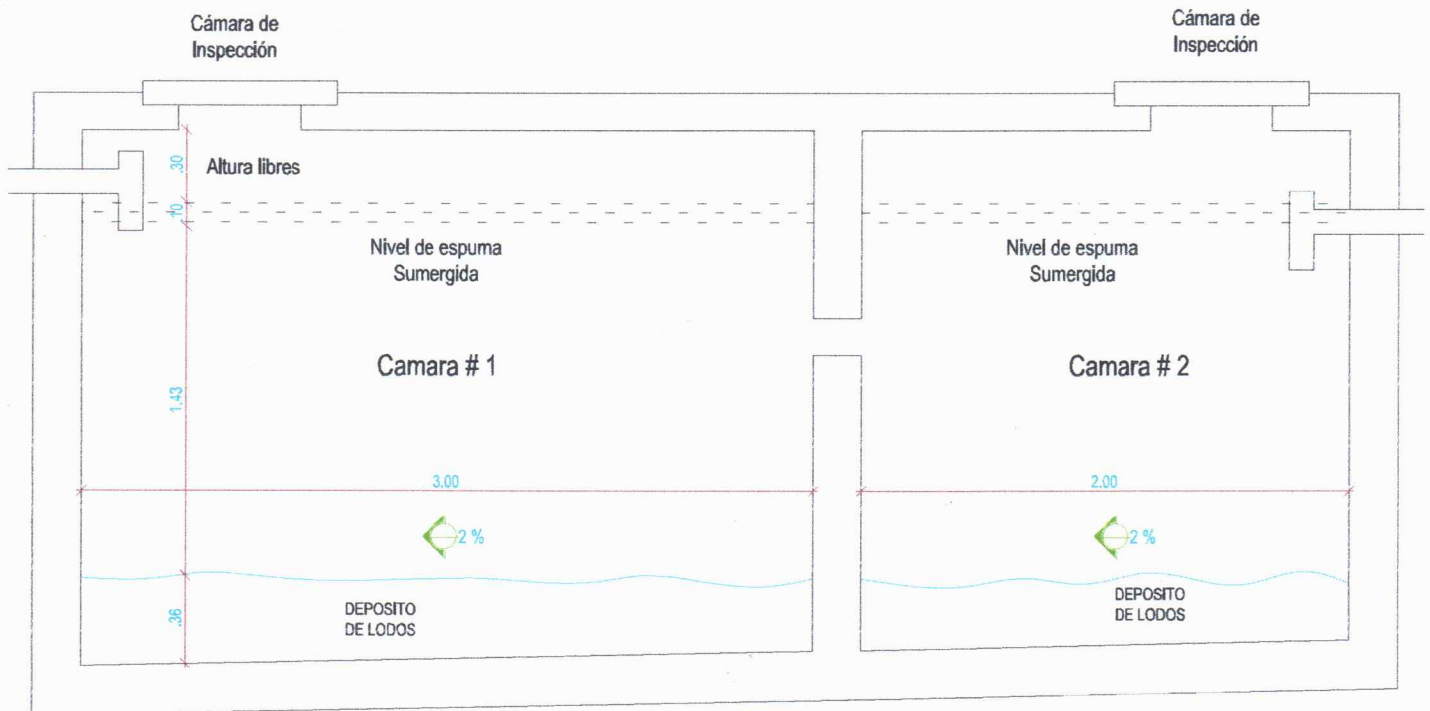 Cámara de
Inspección
Cámara de
Inspección
.30
Altura libres
.10
Nivel de espuma
Sumergida
Nivel de espuma
Sumergida
Camara # 1
Camara # 2
1.43
3.00
2.00
2 %
2 %
DEPOSITO
DE LODOS
DEPOSITO
DE LODOS
.36